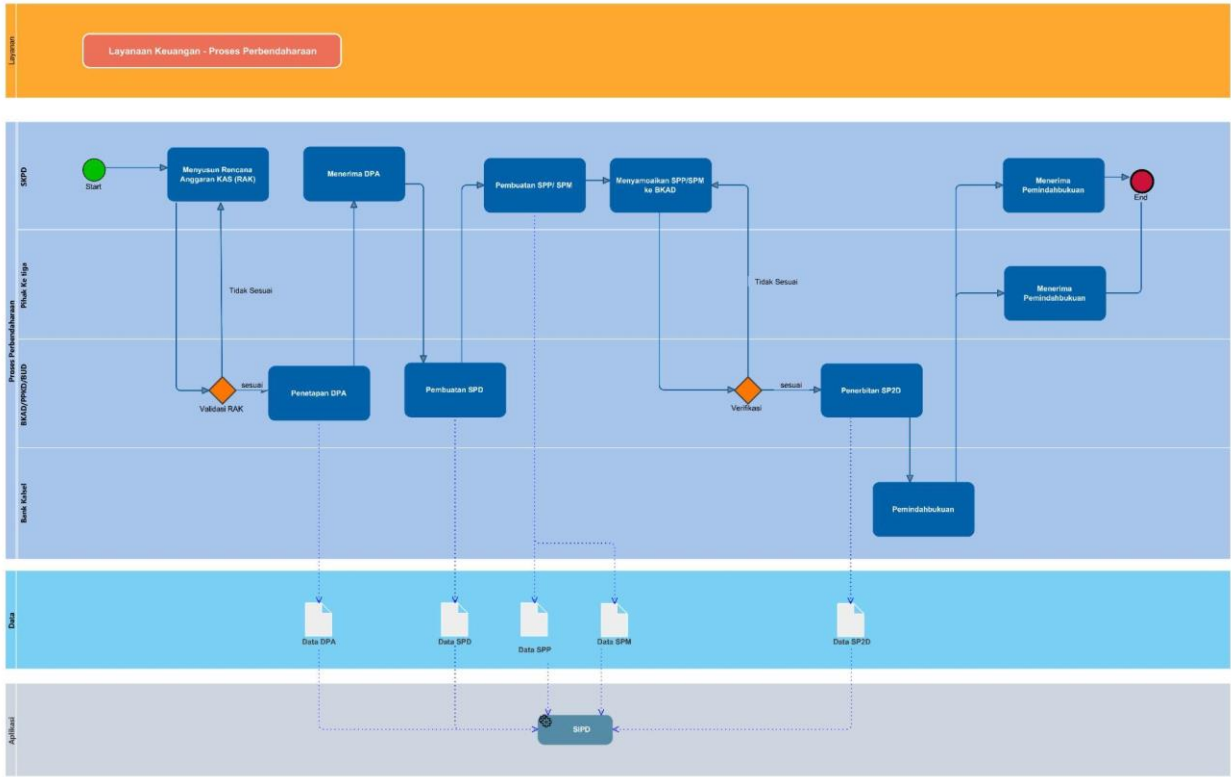 Layanan
Layanaan Keuangan - Proses Perbendaharaan
Proses Perbendaharaan
SKPD
Start
Menyusun Rencana
Anggaran KAS (RAK)
Menerima DPA
Pembuatan SPP/ SPM
Menyamoaikan SPP/SPM
ke BKAD
Menerima
Pemindahbukuan
End
Pihak Ke tiga
Tidak Sesuai
Tidak Sesuai
Menerima
Pemindahbukuan
BKAD/PPKD/BUD
Validasi RAK
sesuai
Penetapan DPA
Pembuatan SPD
Verifikasi
sesuai
Penerbitan SP2D
Bank Kalsel
Pemindahbukuan
Data
Data DPA
Data SPD
Data SPP
Data SPM
Data SP2D
Aplikasi
SIPD